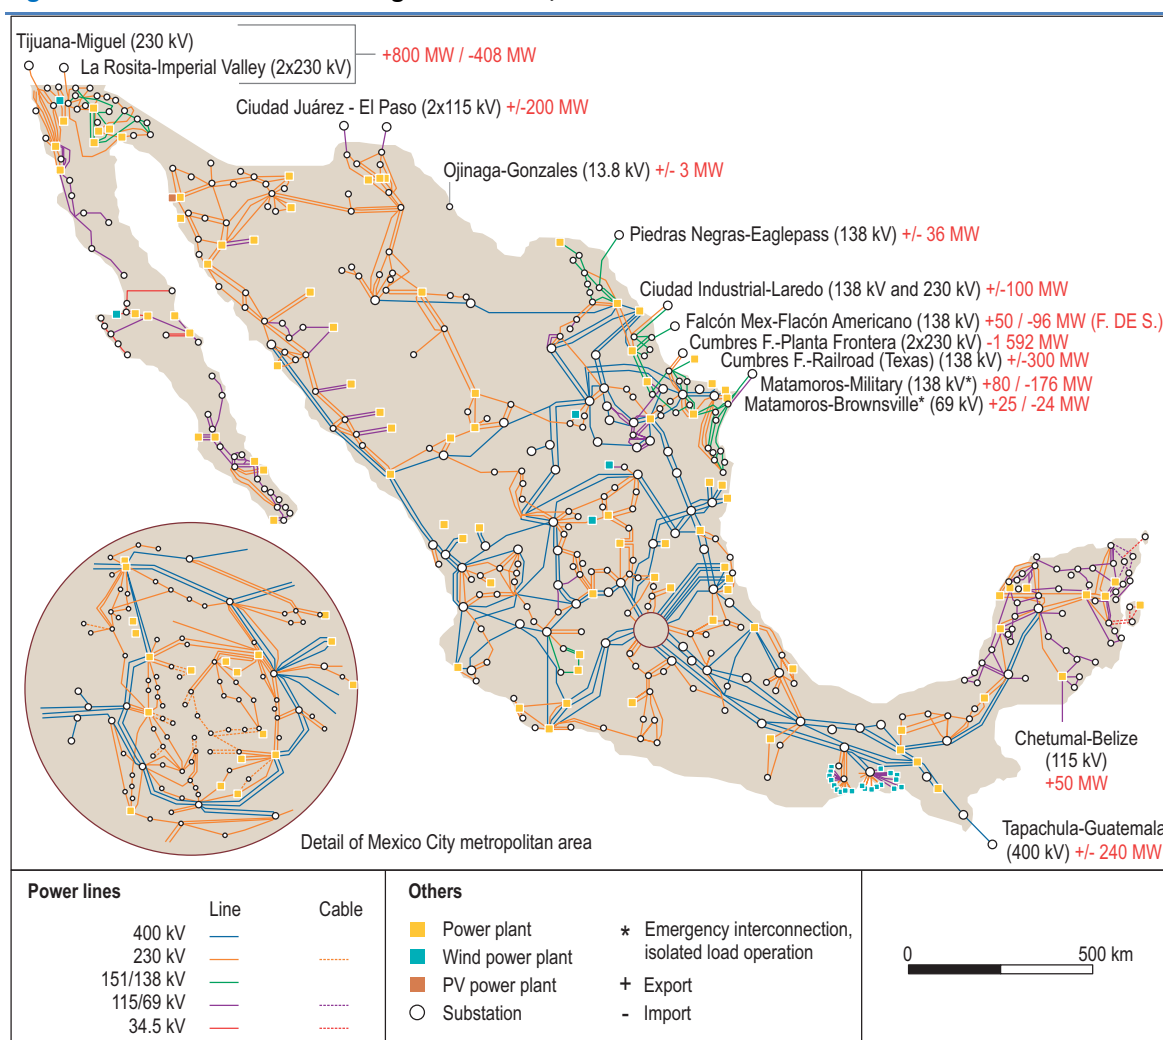 Tijuana-Miguel (230 kV)
La Rosita-Imperial Valley (2x230 kV)
+800 MW / -408 MW
Ciudad Juárez - El Paso (2x115 kV) +/-200 MW
Ojinaga-Gonzales (13.8 kV) +/- 3 MW
Piedras Negras-Eaglepass (138 kV) +/- 36 MW
Ciudad Industrial-Laredo (138 kV and 230 kV) +/-100 MW
Falcón Mex-Flacón Americano (138 kV) +50 / -96 MW (F. DE S.)
Cumbres F.-Planta Frontera (2x230 kV) -1 592 MW
Cumbres F.-Railroad (Texas) (138 kV) +/-300 MW
Matamoros-Military (138 kV*) +80 / -176 MW
Matamoros-Brownsville* (69 kV) +25 / -24 MW
Chetumal-Belize
(115 kV)
+50 MW
Tapachula-Guatemala
(400 kV) +/- 240 MW
Detail of Mexico City metropolitan area
Power lines
Line Cable
400 kV
230 kV
151/138 kV
115/69 kV
34.5 kV
Others
Power plant
Wind power plant
PV power plant
Substation
* Emergency interconnection,
isolated load operation
+ Export
- Import
0 500 km